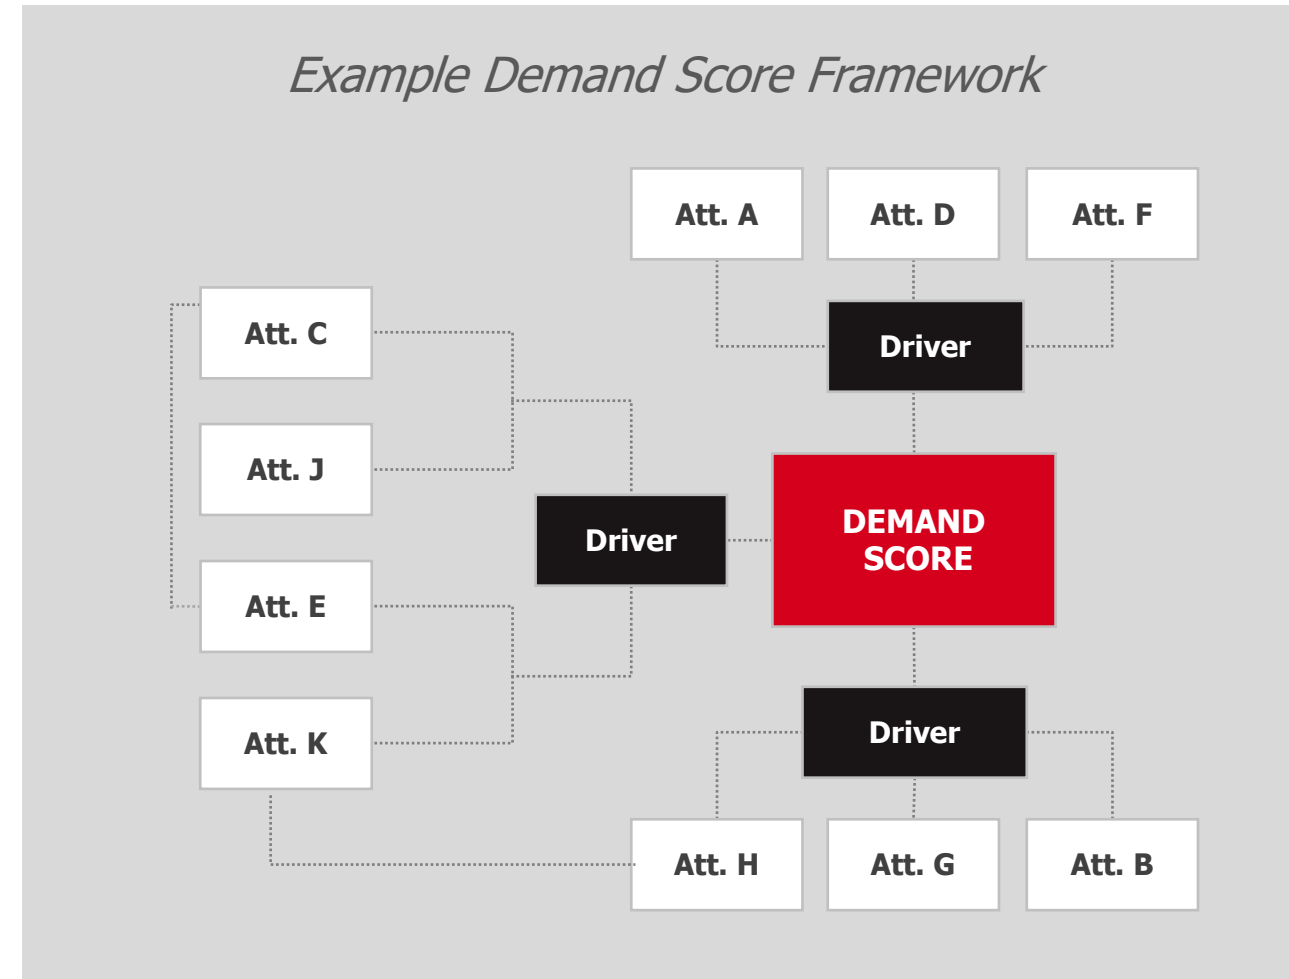 Example Demand Score Framework
Att. A
Att. D
Att. F
Driver
Att. C
Att. J
Att. E
Att. K
Driver
DEMAND
SCORE
Driver
Att. H
Att. G
Att. B